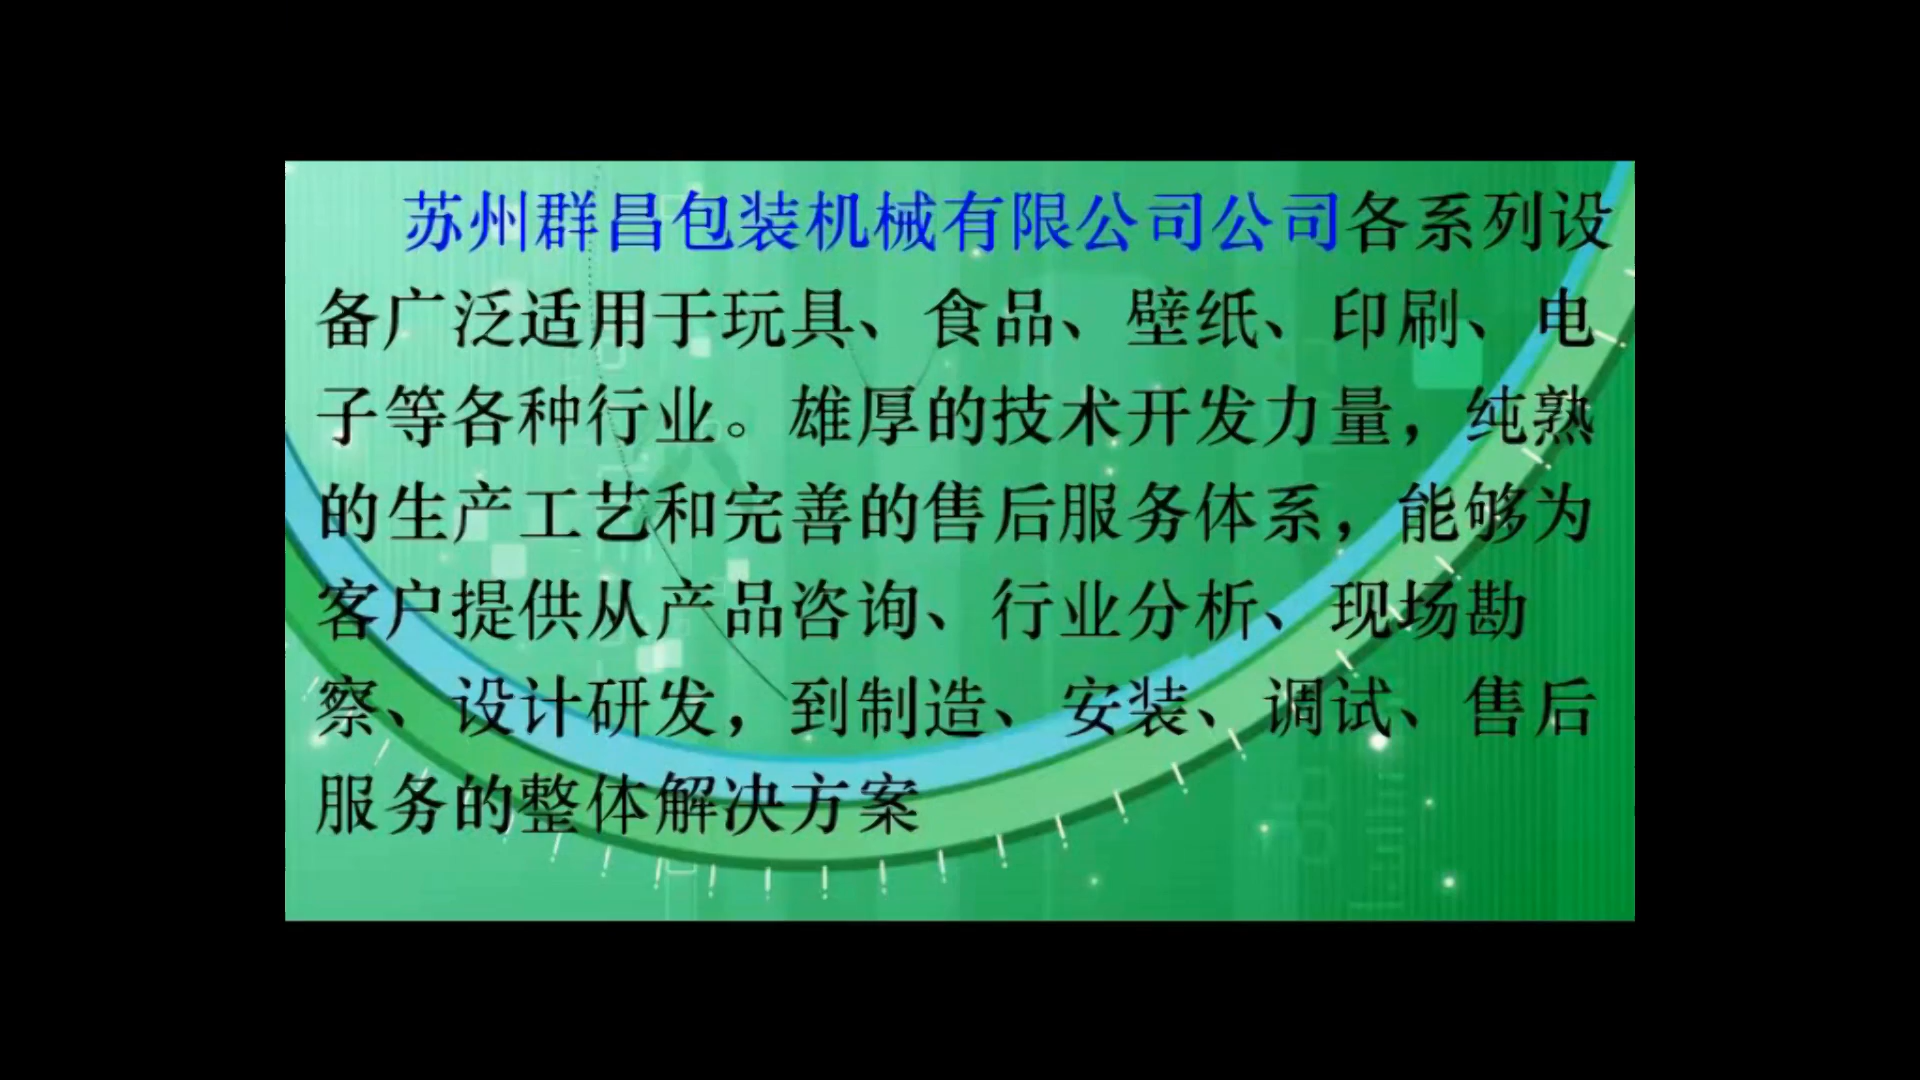 苏州群昌包装机械有限公司公司各系列设
备广泛适用于玩具、食品、壁纸、印刷、电
子等各种行业。雄厚的技术开发力量，纯熟
的生产工艺和完善的售后服务体系，能够为
客户提供从产品咨询、行业分析、现场勘
察、设计研发，到制造、安装、调试、售后
服务的整体解决方案